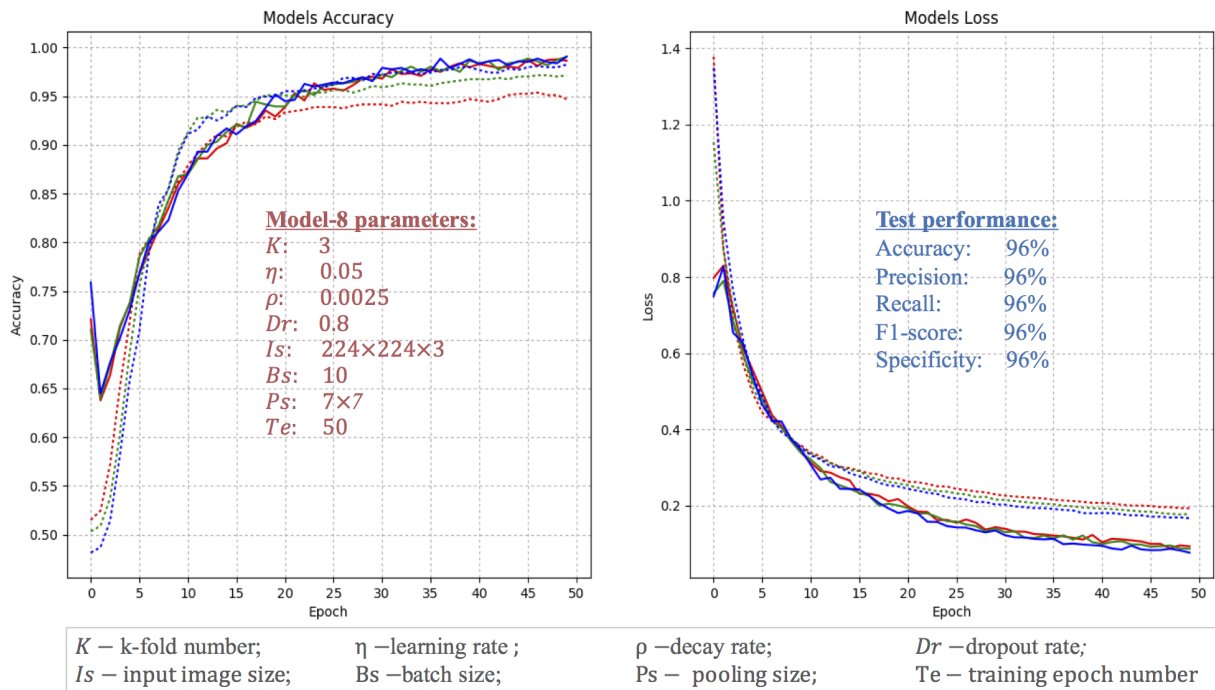 Models Accuracy
1.00
0.95
0.90
0.85
0.80
0.75
0.70
0.65
0.60
0.55
0.50
Accuracy
0 5 10 15 20 25 30 35 40 45 50
Epoch
Model-8 parameters:
K: 3
η: 0.05
ρ: 0.0025
Dr: 0.8
Is: 224×224×3
Bs: 10
Ps: 7×7
Te: 50
Models Loss
1.4
1.2
1.0
0.8
0.6
0.4
0.2
Loss
0 5 10 15 20 25 30 35 40 45 50
Epoch
Test performance:
Accuracy: 96%
Precision: 96%
Recall: 96%
F1-score: 96%
Specificity: 96%
K – k-fold number; η –learning rate ; ρ –decay rate; Dr –dropout rate;
Is – input image size; Bs –batch size; Ps – pooling size; Te – training epoch number